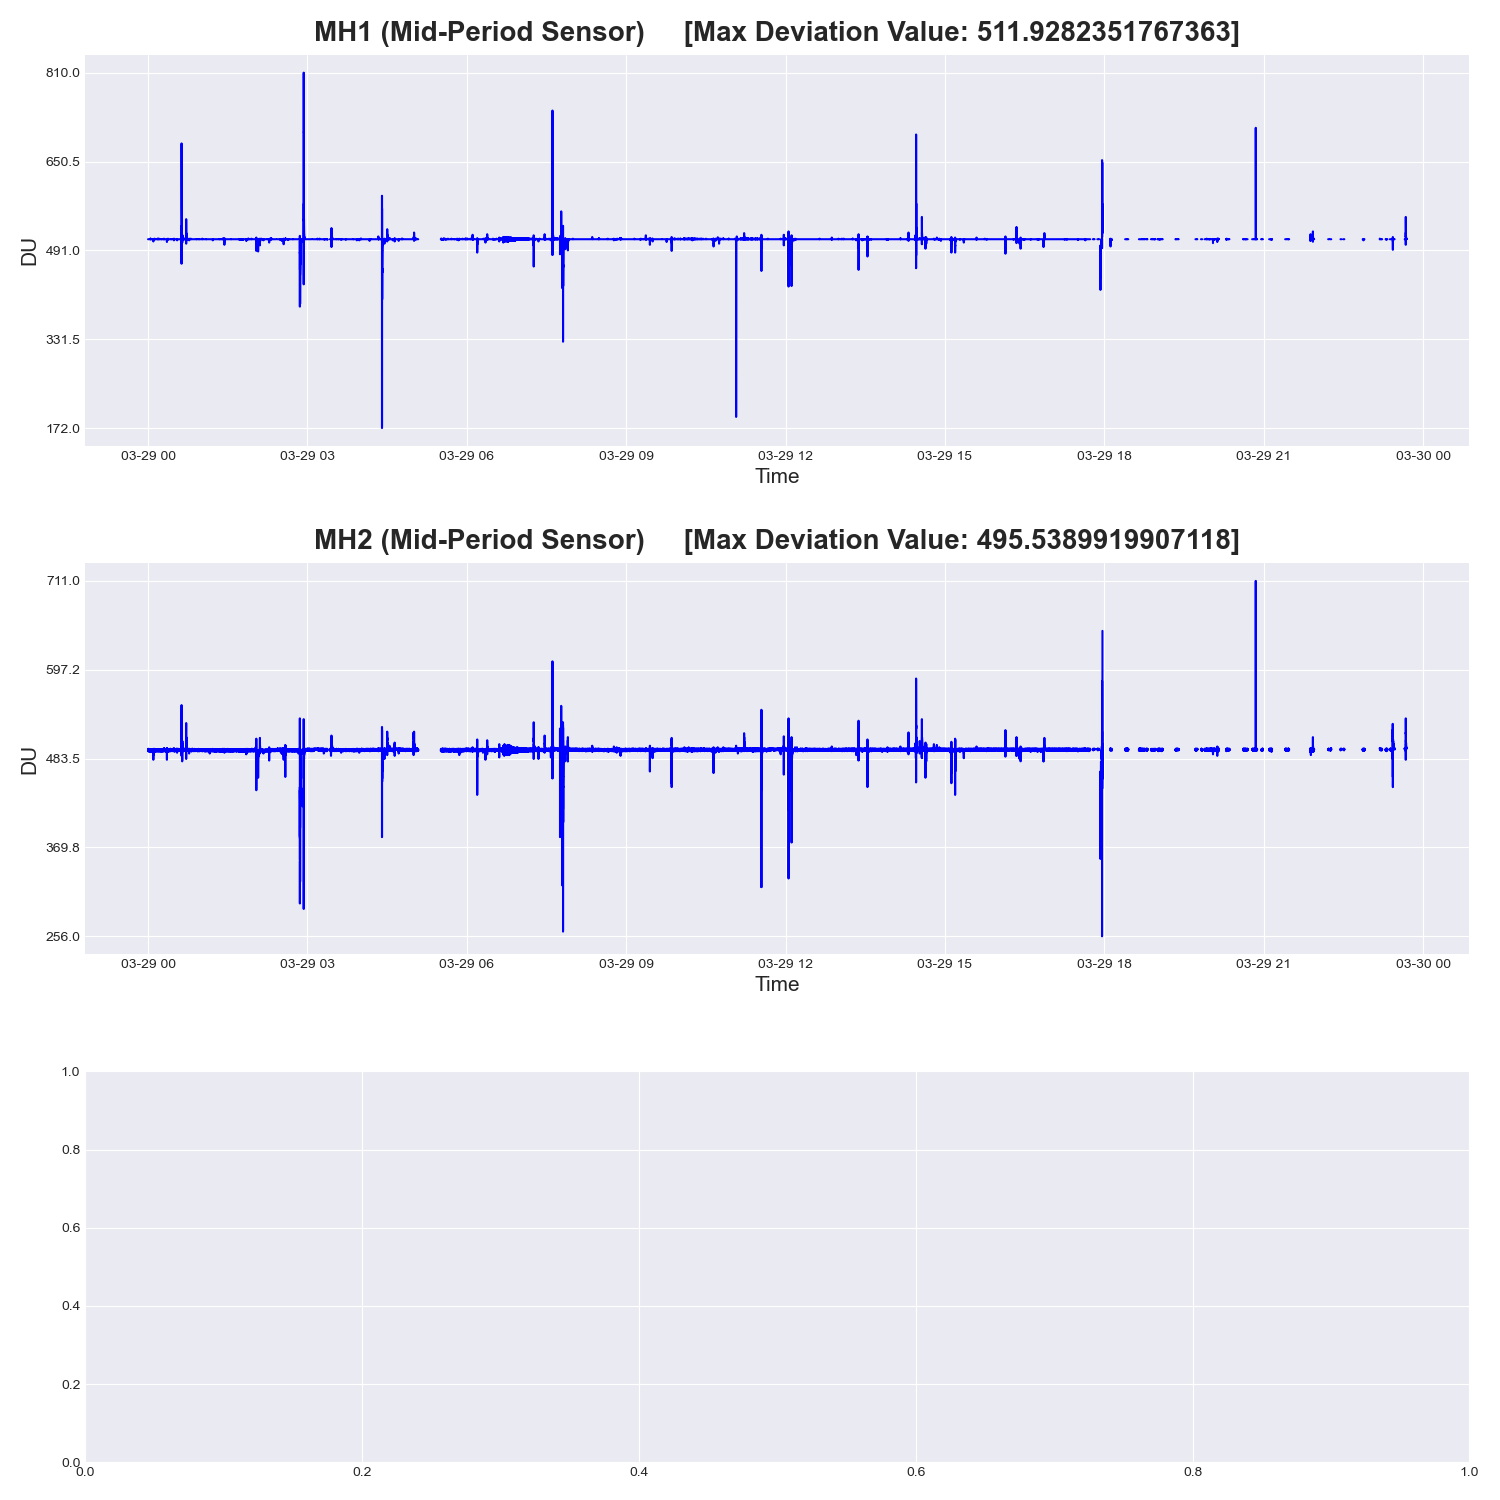 MH1 (Mid-Period Sensor) [Max Deviation Value: 511.9282351767363]
810.0
650.5
491.0
331.5
172.0
DU
03-29 00 03-29 03 03-29 06 03-29 09 03-29 12 03-29 15 03-29 18 03-29 21 03-30 00
Time
MH2 (Mid-Period Sensor) [Max Deviation Value: 495.5389919907118]
711.0
597.2
483.5
369.8
256.0
DU
03-29 00 03-29 03 03-29 06 03-29 09 03-29 12 03-29 15 03-29 18 03-29 21 03-30 00
Time
1.0
0.8
0.6
0.4
0.2
0.0
0.0 0.2 0.4 0.6 0.8 1.0